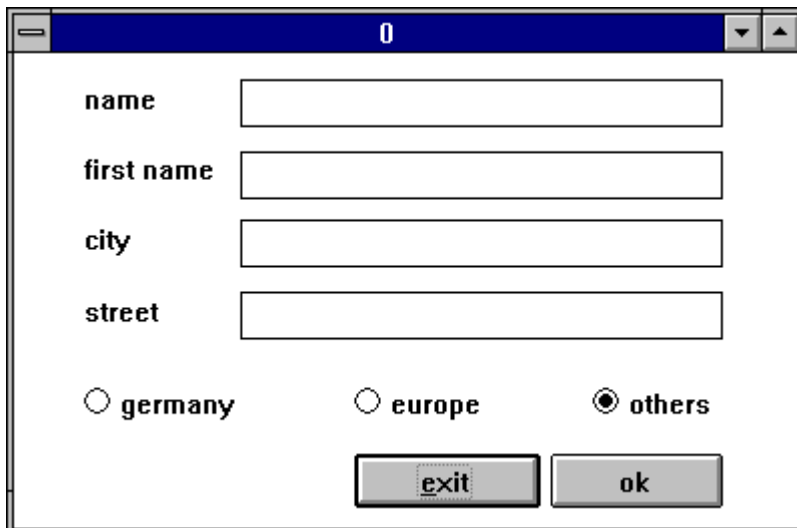 0
name
first name
city
street
germany europe others
exit ok